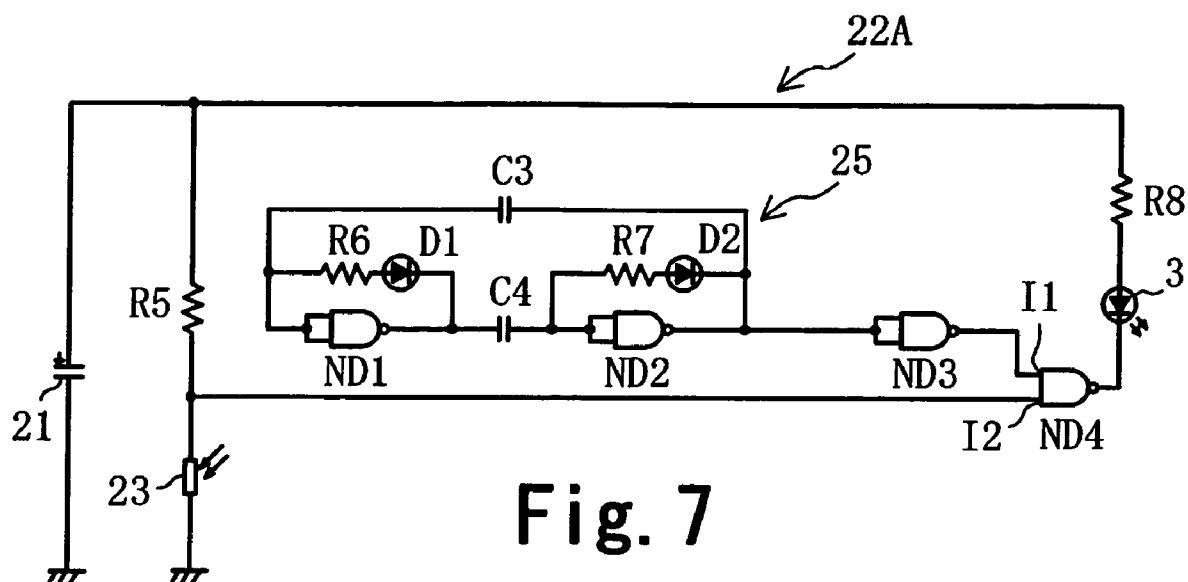 22A
C3
25
R6
D1
R7
D2
R8
R5
C4
3
I1
ND1
ND2
ND3
21
I2
ND4
23
Fig. 7